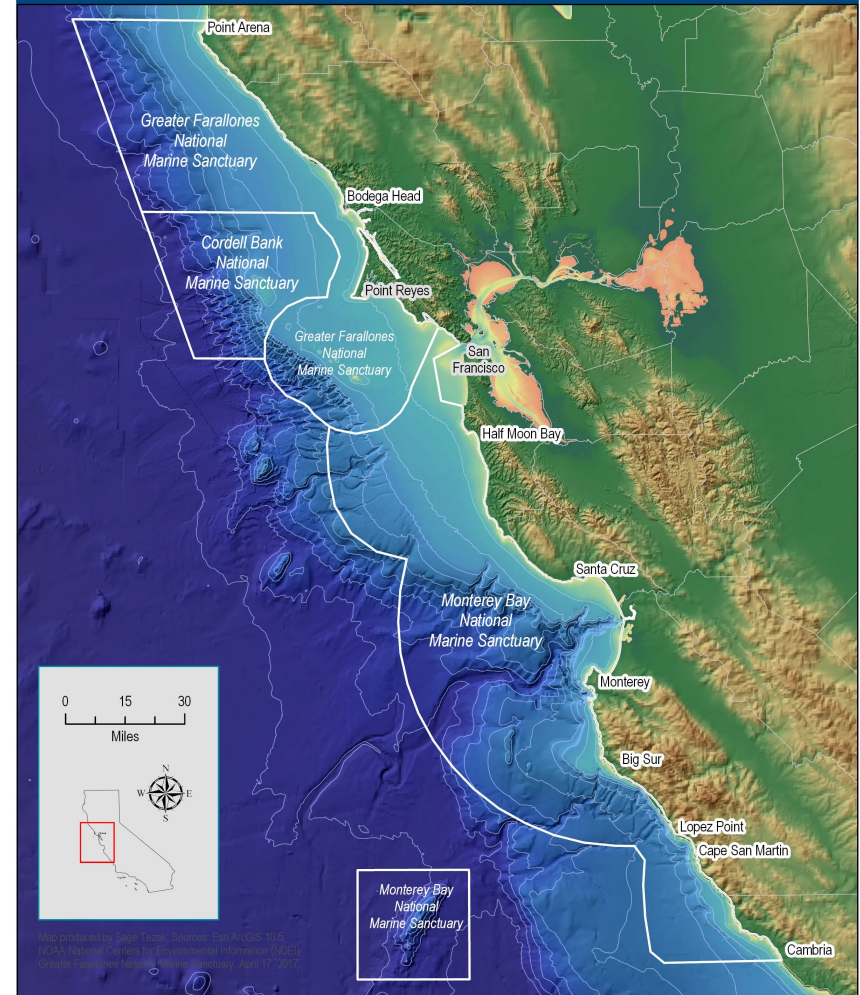 Point Arena
Greater Farallones
National
Marine Sanctuary
Bodega Head
Cordell Bank
National
Marine Sanctuary
Point Reyes
Greater Farallones
National
Marine Sanctuary
San
Francisco
Half Moon Bay
Santa Cruz
Monterey Bay
National
Marine Sanctuary
Monterey
0 15 30
Miles
Big Sur
N
W E
S
Lopez Point
Cape San Martin
Monterey Bay
National
Marine Sanctuary
Map produced by Sage Tezak, Sources: Esri ArcGIS 10.5
NOAA National Centers for Environmental Information (NCEI)
Greater Farallones National Marine Sanctuary. April 17, 2017
Cambria